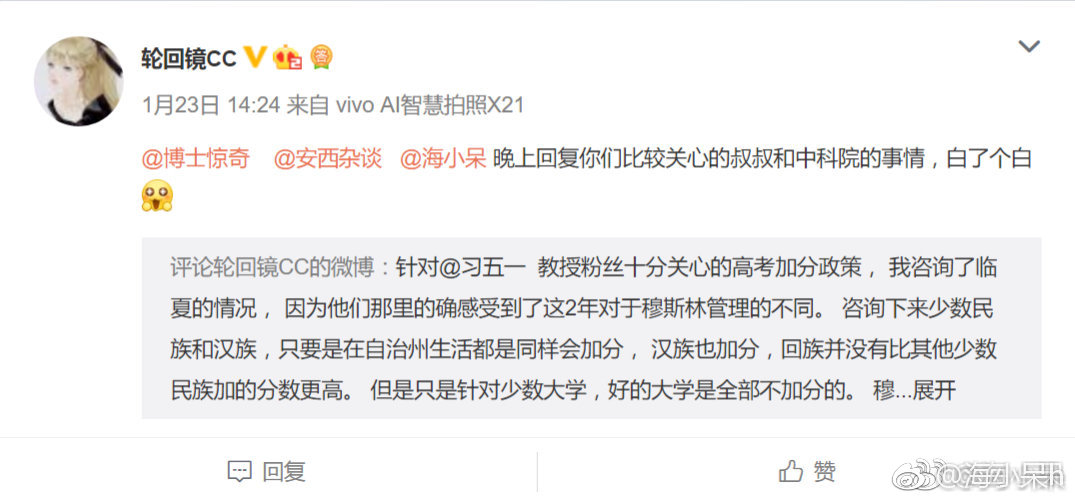 轮回镜CC
1月23日 14:24 来自 vivo AI智慧拍照X21
@博士惊奇 @安西杂谈 @海小呆 晚上回复你们比较关心的叔叔和中科院的事情，白了个白
评论轮回镜CC的微博：针对@习五一 教授粉丝十分关心的高考加分政策， 我咨询了临
夏的情况， 因为他们那里的确感受到了这2年对于穆斯林管理的不同。 咨询下来少数民
族和汉族，只要是在自治州生活都是同样会加分， 汉族也加分，回族并没有比其他少数
民族加的分数更高。 但是只是针对少数大学，好的大学是全部不加分的。 穆...展开
回复
赞